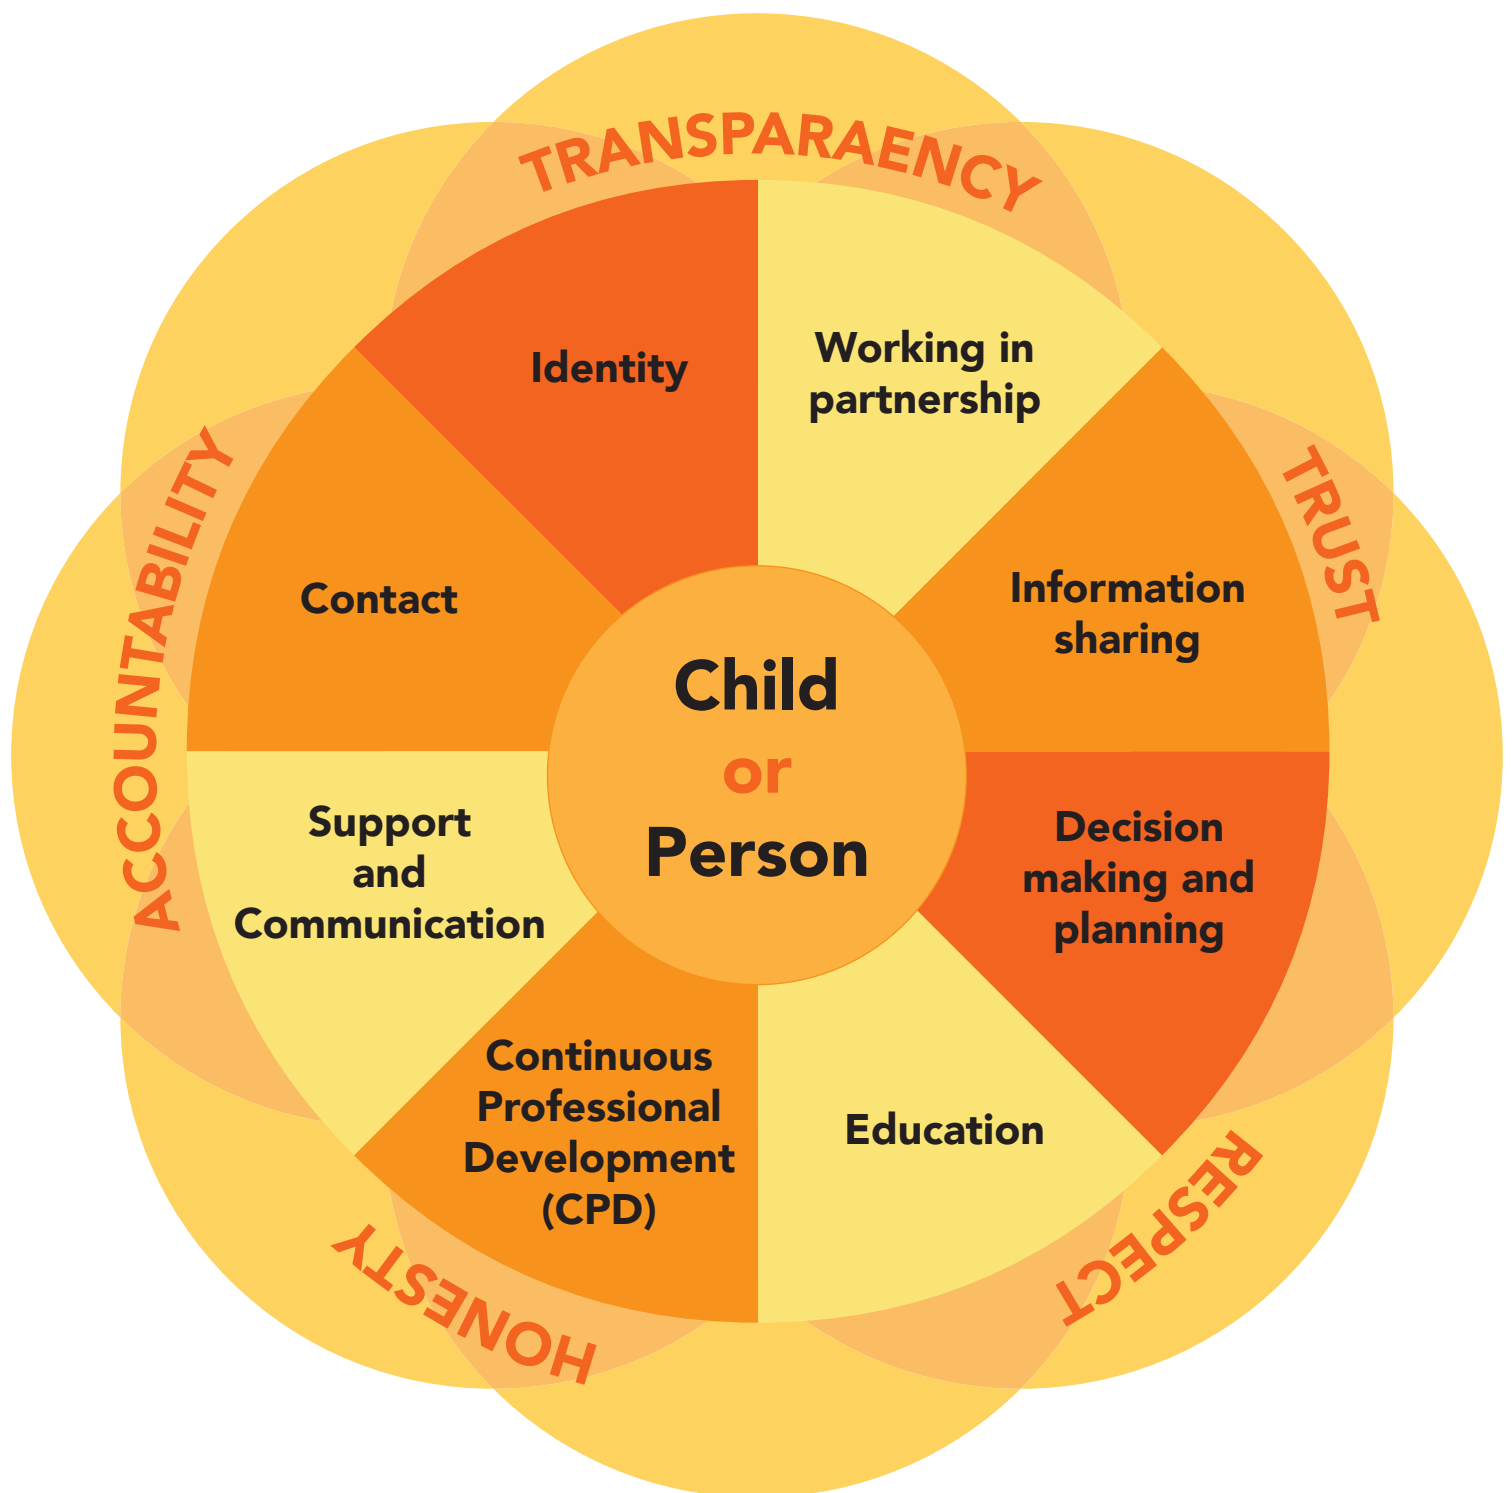 TRANSPARAENCY
Identity
Working in
partnership
TRUST
Information
sharing
Contact
ACCOUNTABILITY
Child
or
Person
Support
and
Communication
Decision
making and
planning
Continuous
Professional
Development
(CPD)
Education
RESPECT
HONESTY